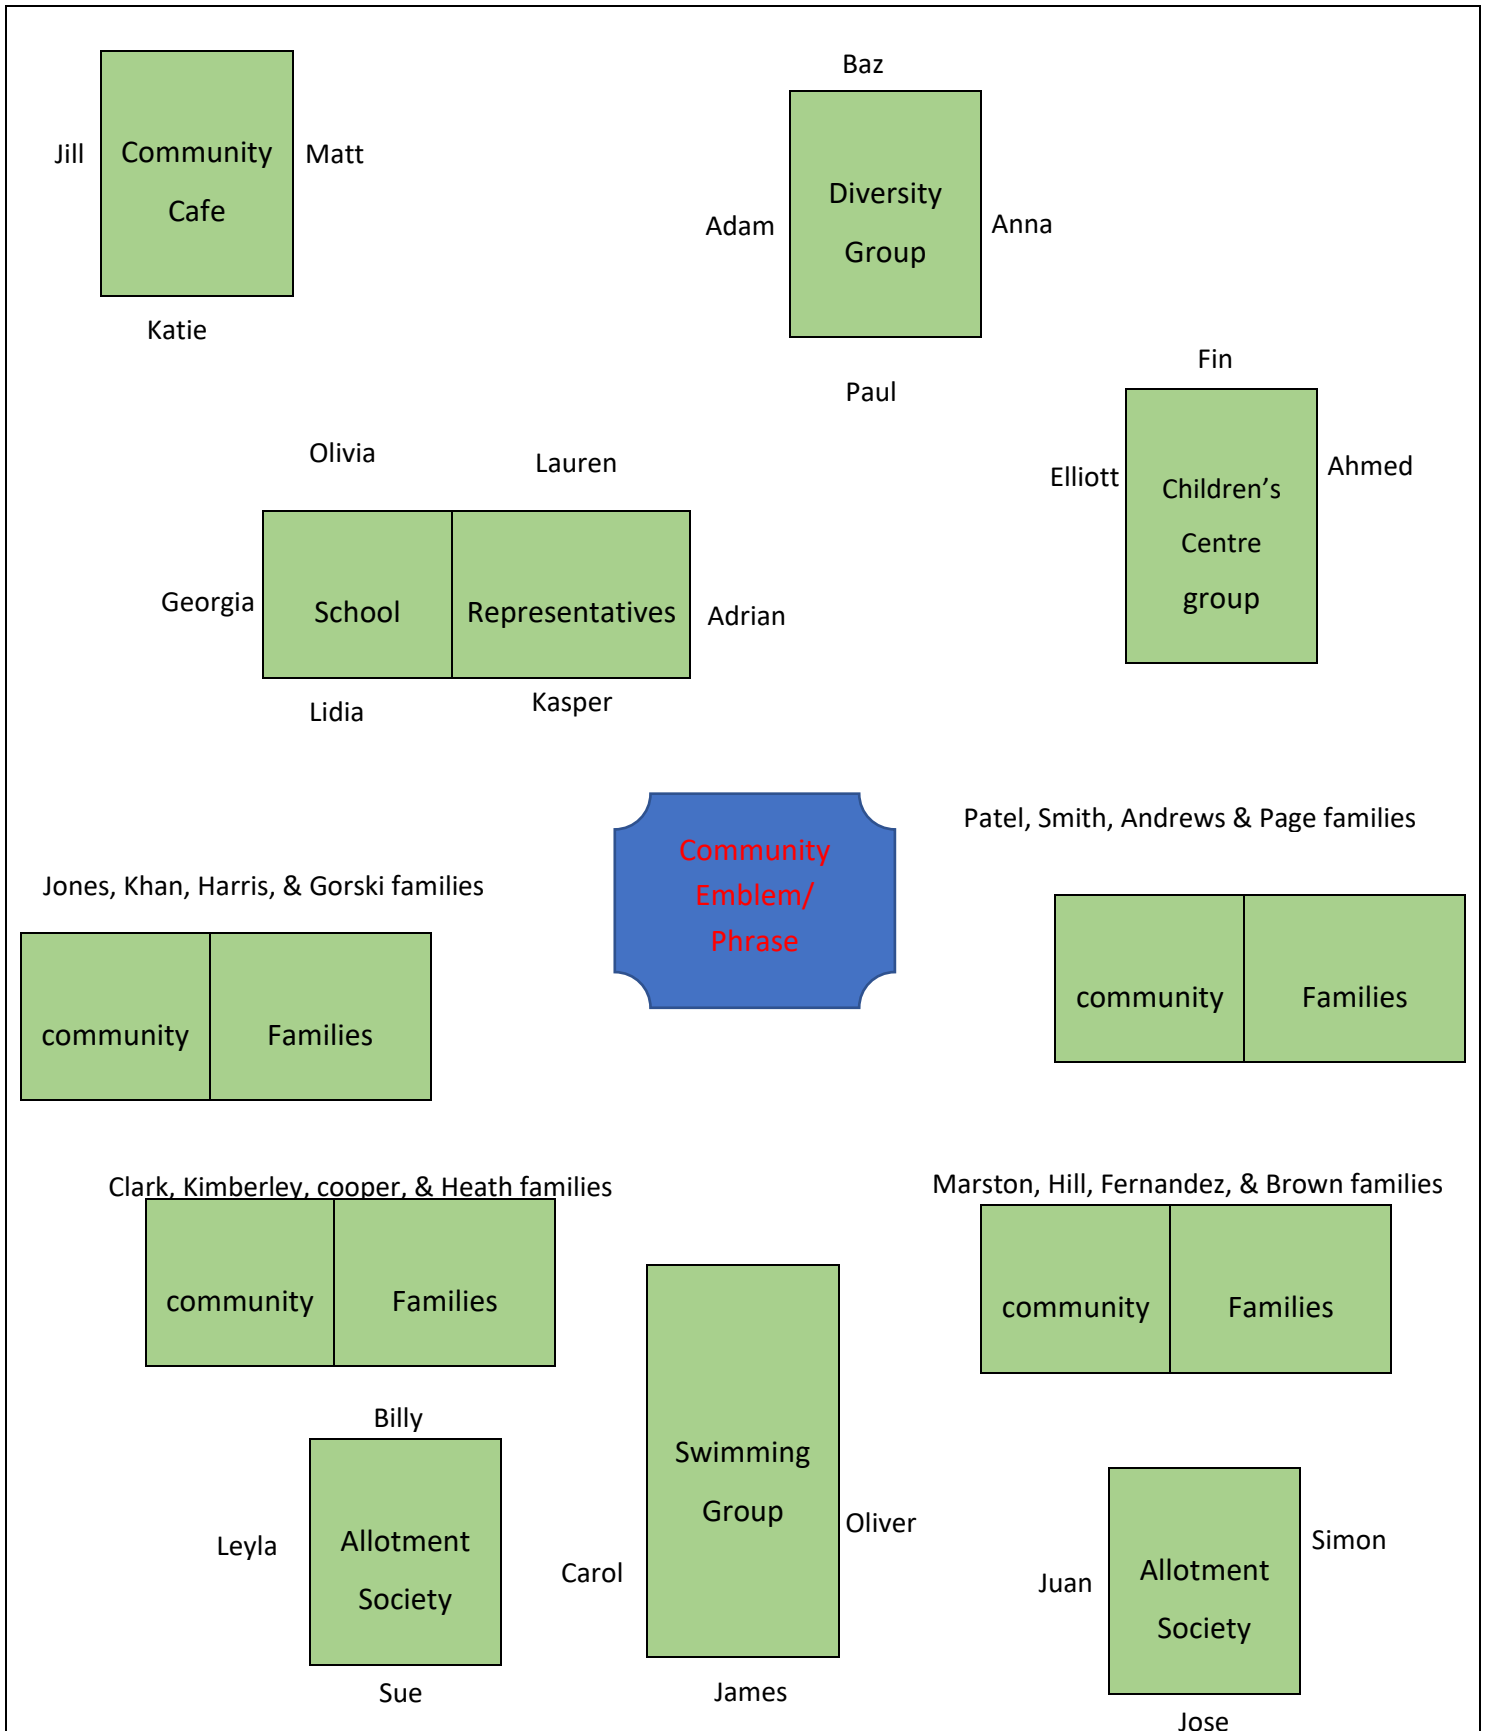 Baz
Jill
Community
Cafe
Matt
Katie
Adam
Diversity
Group
Anna
Paul
Fin
Elliott
Children’s
Centre
group
Ahmed
Olivia
Lauren
Georgia
School
Representatives
Adrian
Lidia
Kasper
Community
Emblem/
Phrase
Patel, Smith, Andrews & Page families
Jones, Khan, Harris, & Gorski families
community
Families
community
Families
Clark, Kimberley, cooper, & Heath families
Marston, Hill, Fernandez, & Brown families
community
Families
community
Families
Billy
Leyla
Allotment
Society
Sue
Swimming
Group
Carol
Oliver
James
Juan
Allotment
Society
Simon
Jose